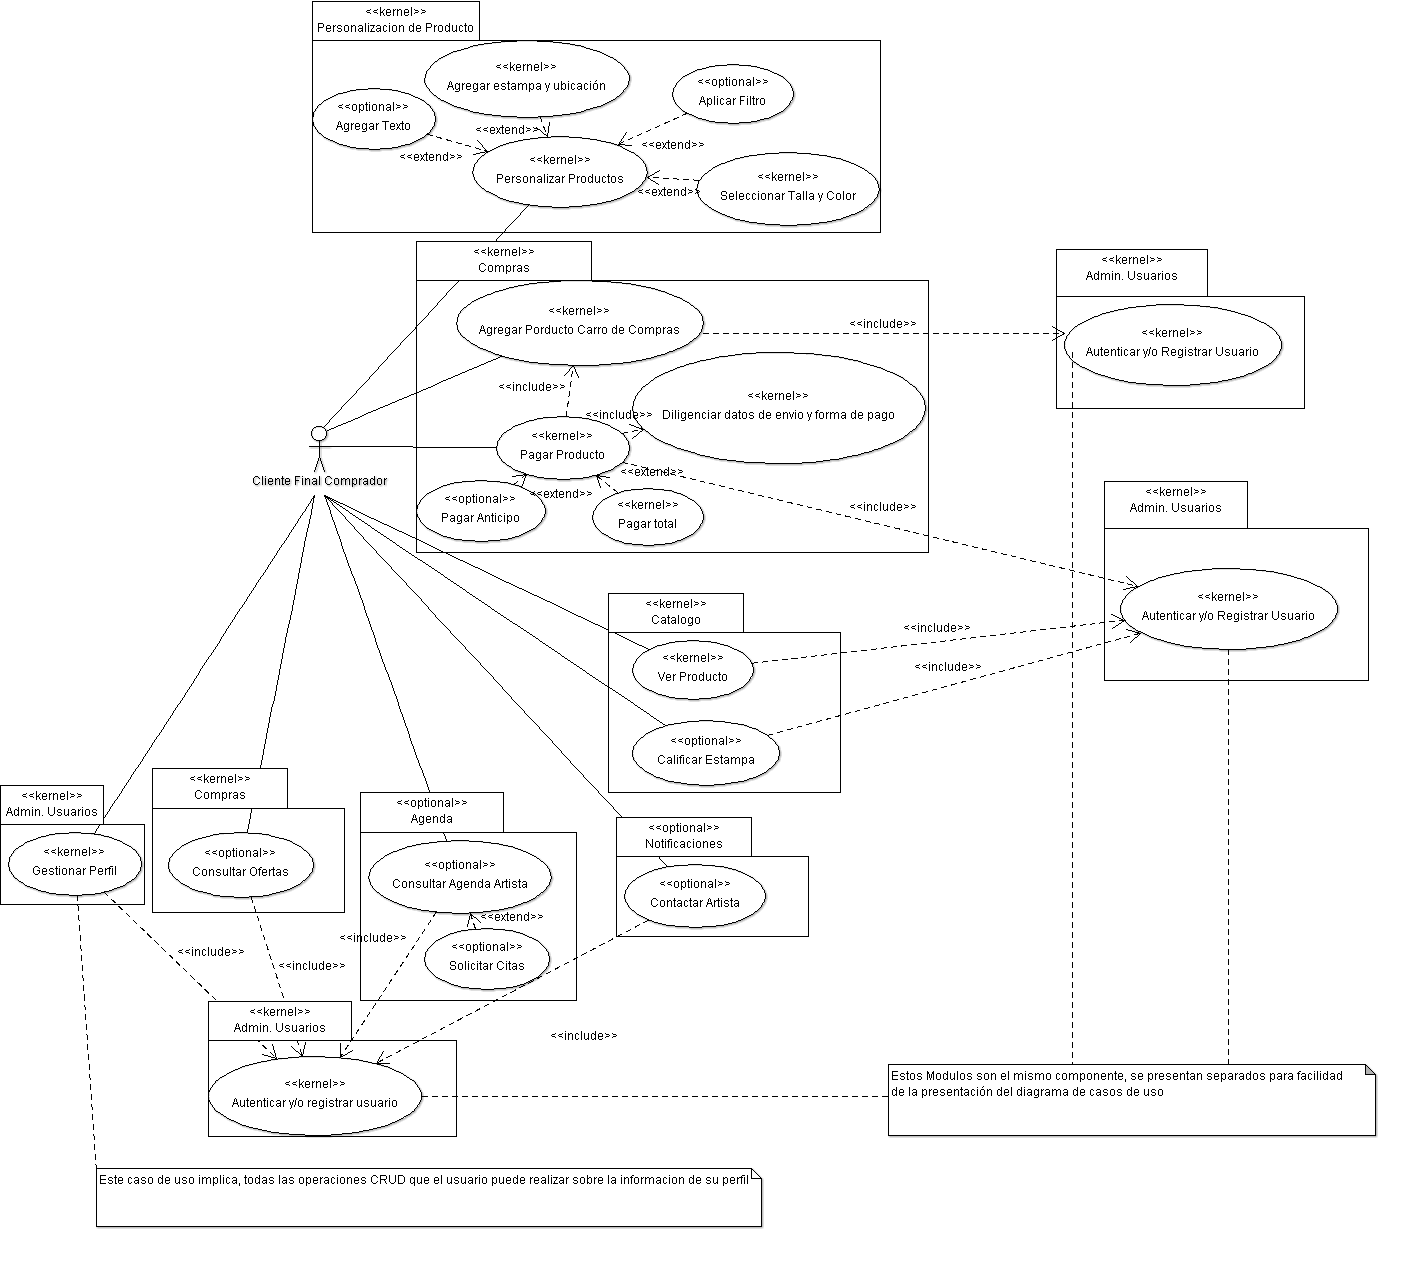 <<kernel>>
Personalizacion de Producto
<<kernel>>
Agregar estampa y ubicación
<<optional>>
Aplicar Filtro
<<optional>>
Agregar Texto
<<extend>>
<<extend>>
<<extend>>
<<kernel>>
Personalizar Productos
<<kernel>>
Seleccionar Talla y Color
<<extend>>
<<kernel>>
Compras
<<kernel>>
Agregar Porducto Carro de Compras
<<include>>
<<kernel>>
Admin. Usuarios
<<kernel>>
Autenticar y/o Registrar Usuario
<<include>>
<<kernel>>
Diligenciar datos de envio y forma de pago
<<include>>
<<kernel>>
Pagar Producto
<<extend>>
<<extend>>
<<optional>>
Pagar Anticipo
<<kernel>>
Pagar total
<<include>>
Cliente Final Comprador
<<kernel>>
Admin. Usuarios
<<kernel>>
Autenticar y/o Registrar Usuario
<<kernel>>
Catalogo
<<kernel>>
Ver Producto
<<include>>
<<include>>
<<optional>>
Calificar Estampa
<<kernel>>
Admin. Usuarios
<<kernel>>
Gestionar Perfil
<<kernel>>
Compras
<<optional>>
Consultar Ofertas
<<optional>>
Agenda
<<optional>>
Consultar Agenda Artista
<<extend>>
<<optional>>
Solicitar Citas
<<optional>>
Notificaciones
<<optional>>
Contactar Artista
<<include>>
<<include>>
<<include>>
<<include>>
<<kernel>>
Admin. Usuarios
<<kernel>>
Autenticar y/o registrar usuario
Estos Modulos son el mismo componente, se presentan separados para facilidad
de la presentación del diagrama de casos de uso
Este caso de uso implica, todas las operaciones CRUD que el usuario puede realizar sobre la informacion de su perfil